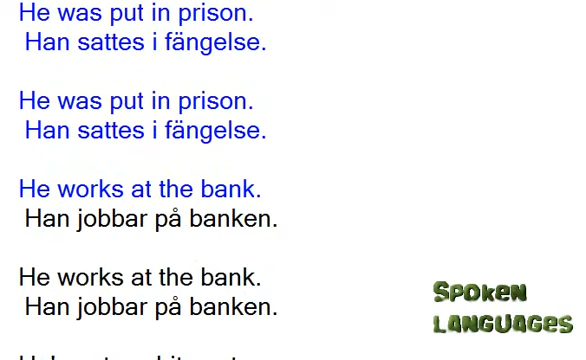 He was put in prison.
Han sattes i fängelse.
He was put in prison.
Han sattes i fängelse.
He works at the bank.
Han jobbar på banken.
He works at the bank.
Han jobbar på banken.
Spoken
Languages